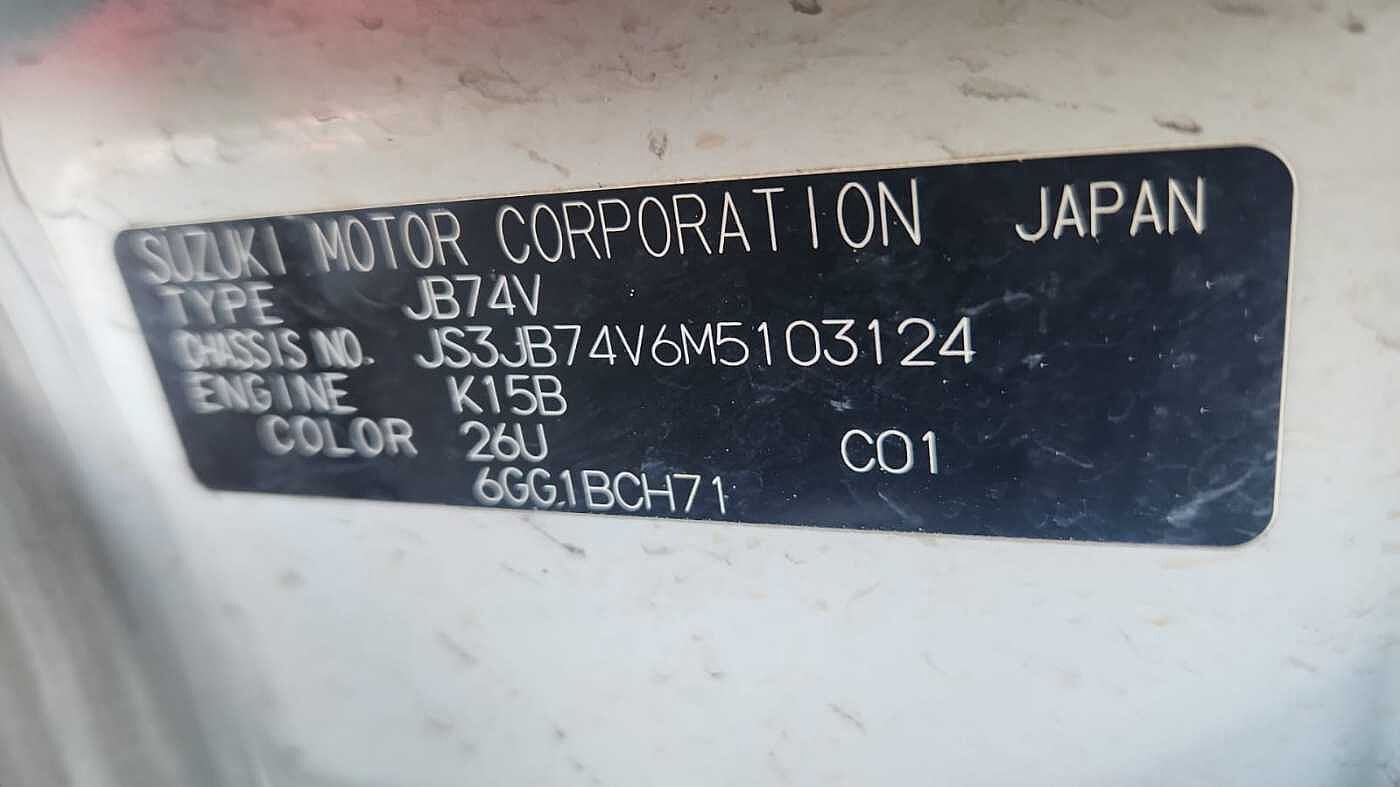 SUZUKI MOTOR CORPORATION JAPAN
TYPE JB74V
CHASSIS NO. JS3JB74V6M5103124
ENGINE K15B
COLOR 26U C01
6GG1BCH71